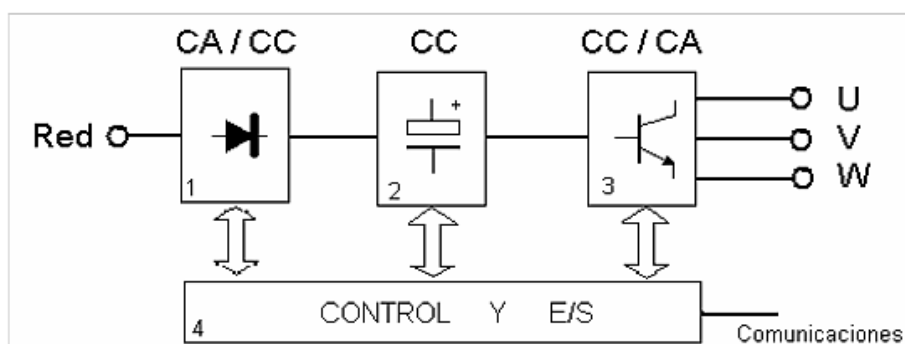 CA / CC CC CC / CA
Red
U
V
W
1
2
+
3
4 CONTROL Y E/S
Comunicaciones